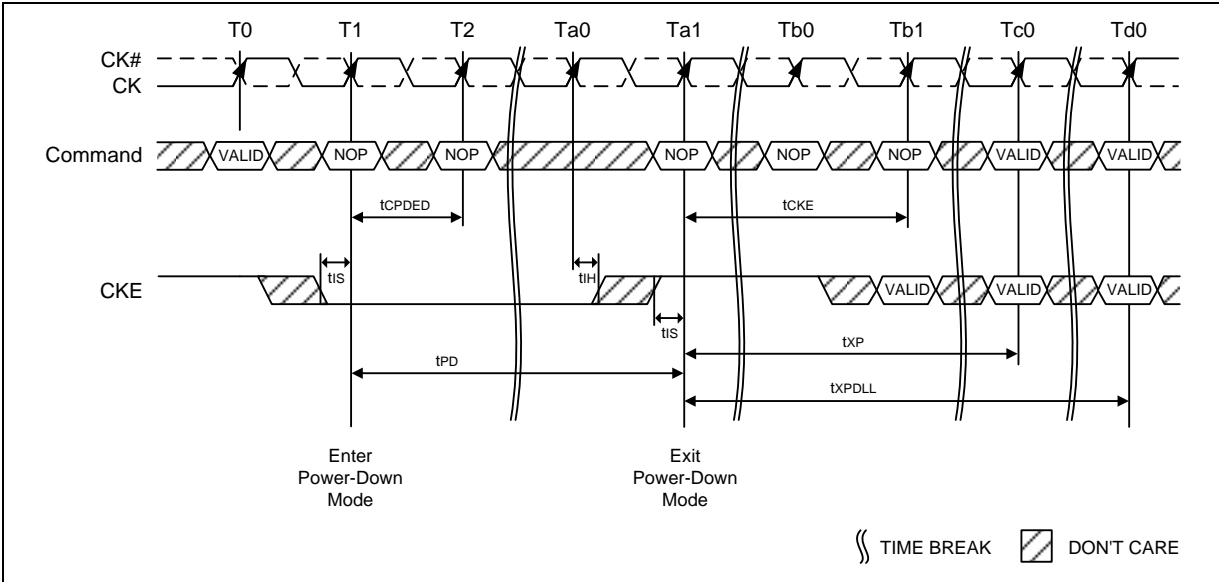 T0 T1 T2 Ta0 Ta1 Tb0 Tb1 Tc0 Td0
CK#
CK
Command VALID NOP NOP NOP NOP NOP VALID VALID
tCPDED tCKE
tIS tIH
CKE VALID VALID VALID
tIS
tPD tXP
tXPDLL
Enter
Power-Down
Mode
Exit
Power-Down
Mode
TIME BREAK DON'T CARE